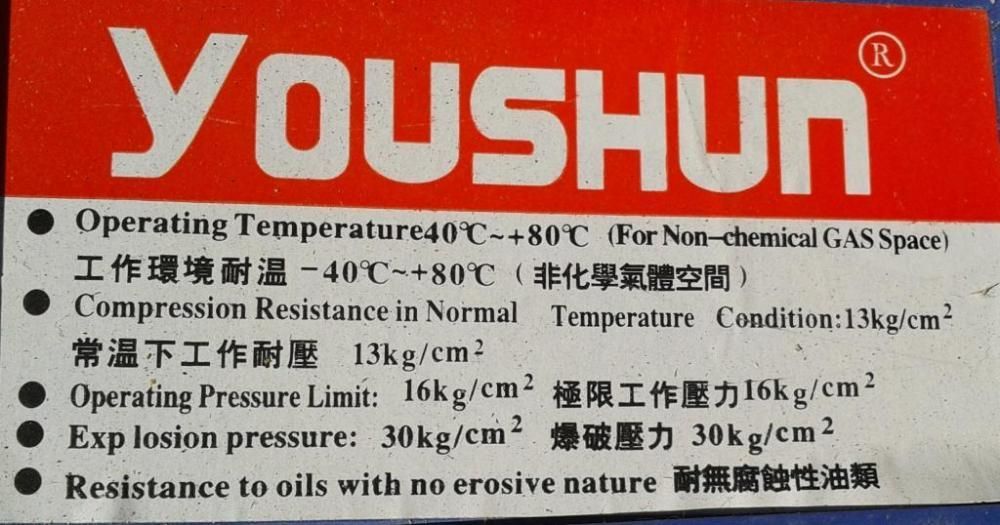 YOUSHUN ®
● Operating Temperature40℃~+80℃ (For Non-chemical GAS Space)
工作環境耐温 -40℃~+80℃ (非化學氣體空間)
● Compression Resistance in Normal Temperature Condition:13kg/cm²
常温下工作耐壓 13kg/cm²
● Operating Pressure Limit: 16kg/cm² 極限工作壓力16kg/cm²
● Exp losion pressure: 30kg/cm² 爆破壓力 30kg/cm²
● Resistance to oils with no erosive nature 耐無腐蝕性油類